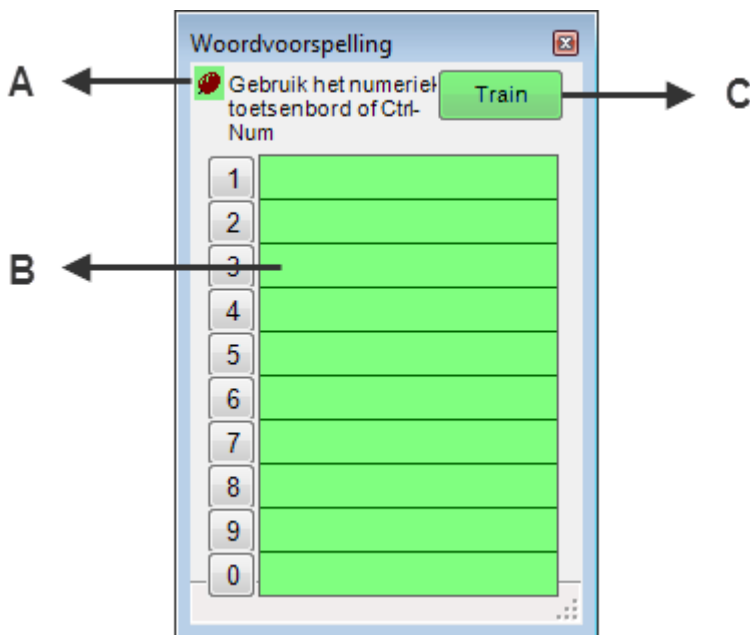 Woordvoorspelling
A
Gebruik het numeriek
toetsenbord of Ctrl-
Num
Train
C
1
2
B
3
4
5
6
7
8
9
0